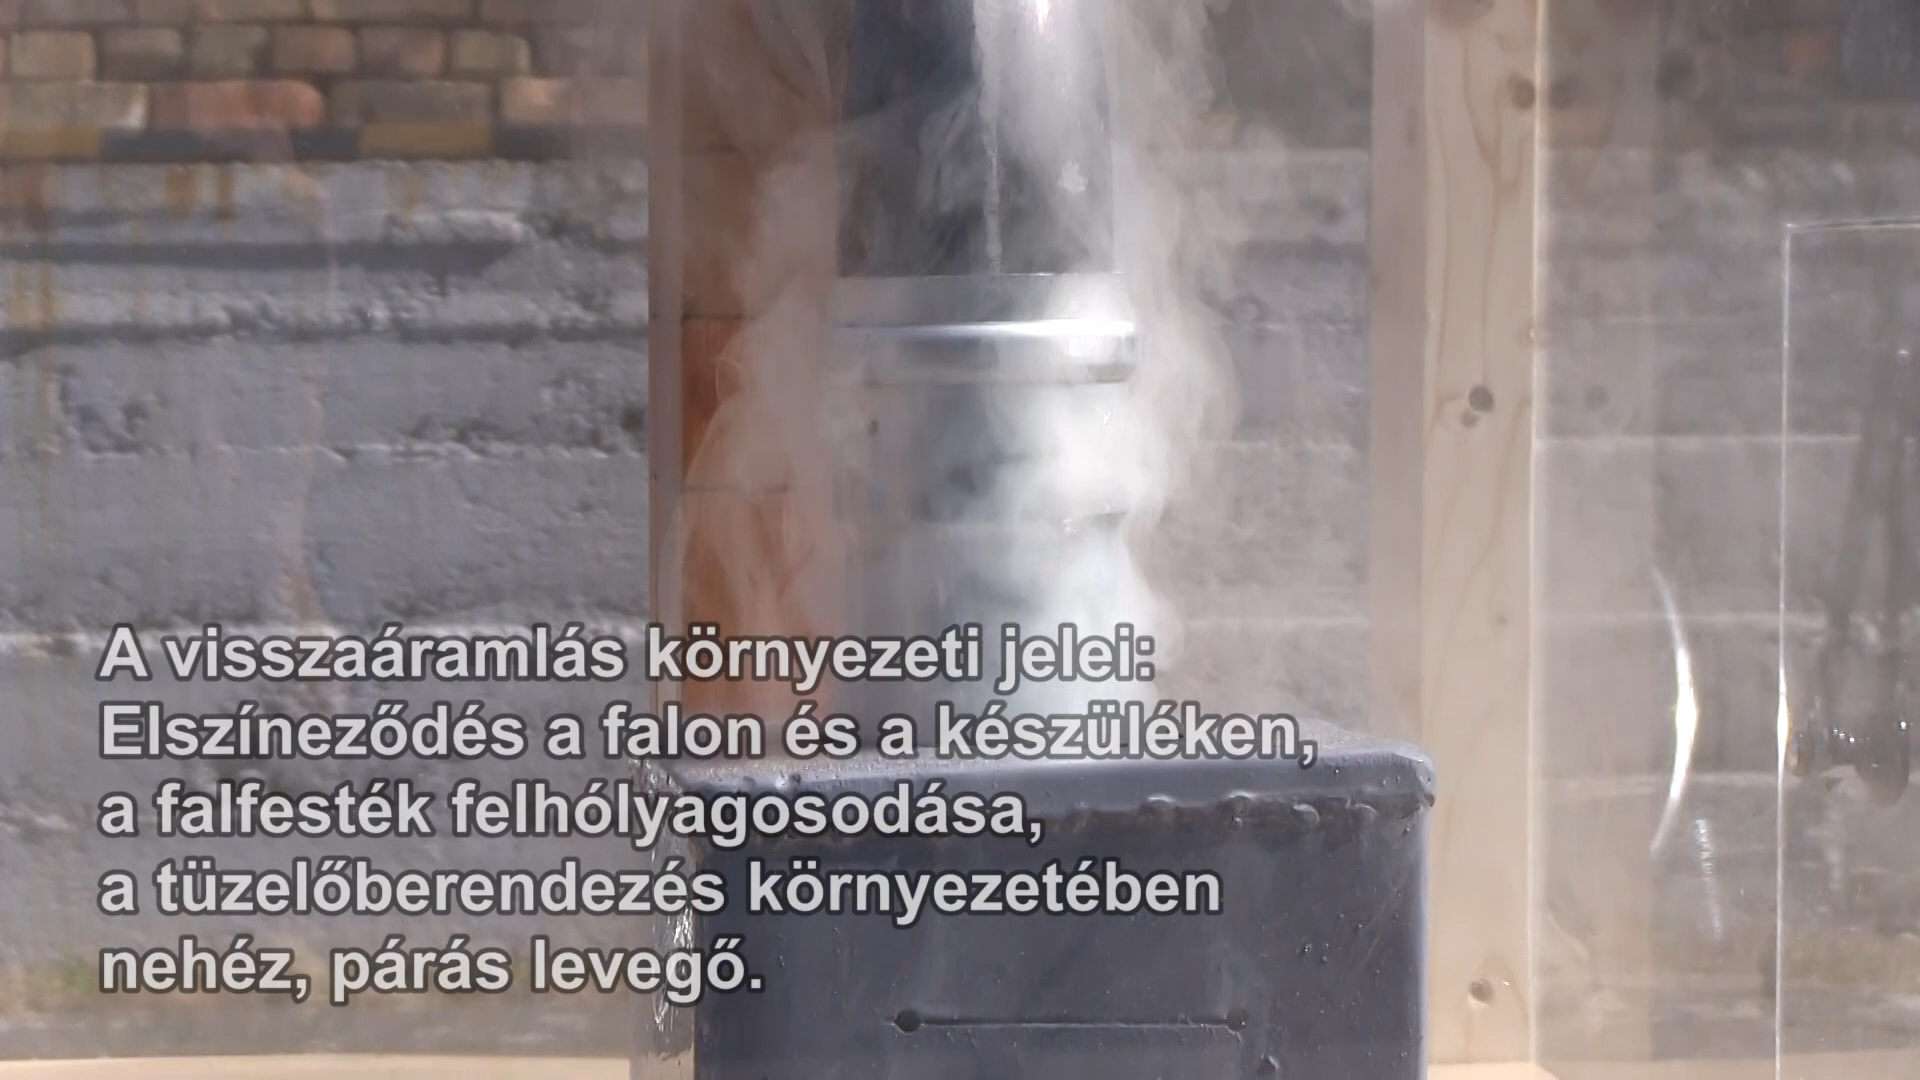 A visszaáramlás környezeti jelei:
Elszíneződés a falon és a készüléken,
a falfesték felhólyagosodása,
a tüzelőberendezés környezetében
nehéz, párás levegő.